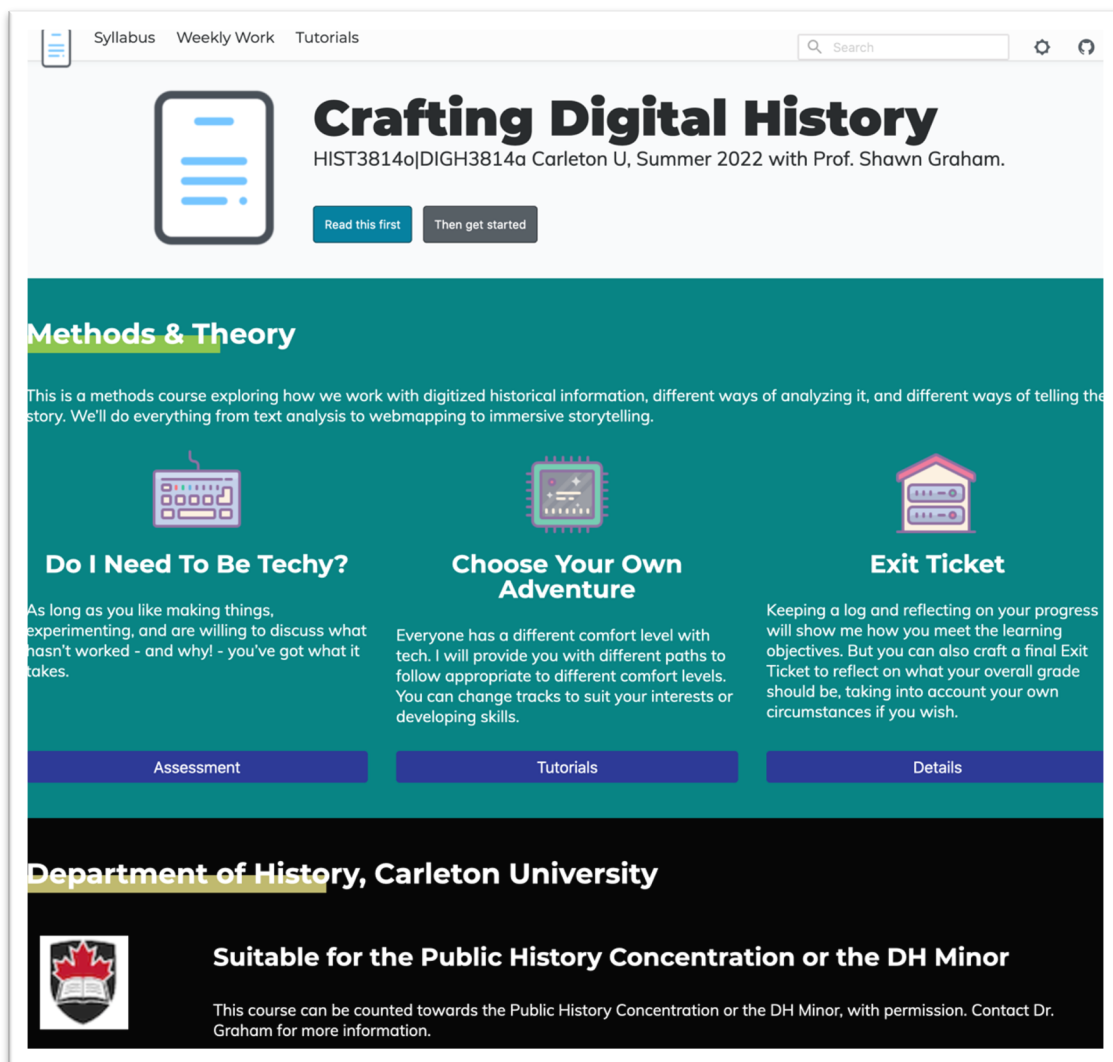 Syllabus Weekly Work Tutorials Search
Crafting Digital History
HIST3814o|DIGH3814a Carleton U, Summer 2022 with Prof. Shawn Graham.
Read this first Then get started
Methods & Theory
This is a methods course exploring how we work with digitized historical information, different ways of analyzing it, and different ways of telling the
story. We'll do everything from text analysis to webmapping to immersive storytelling.
Do I Need To Be Techy?
As long as you like making things,
experimenting, and are willing to discuss what
hasn't worked - and why! - you've got what it
takes.
Assessment
Choose Your Own
Adventure
Everyone has a different comfort level with
tech. I will provide you with different paths to
follow appropriate to different comfort levels.
You can change tracks to suit your interests or
developing skills.
Tutorials
Exit Ticket
Keeping a log and reflecting on your progress
will show me how you meet the learning
objectives. But you can also craft a final Exit
Ticket to reflect on what your overall grade
should be, taking into account your own
circumstances if you wish.
Details
Department of History, Carleton University
Suitable for the Public History Concentration or the DH Minor
This course can be counted towards the Public History Concentration or the DH Minor, with permission. Contact Dr.
Graham for more information.